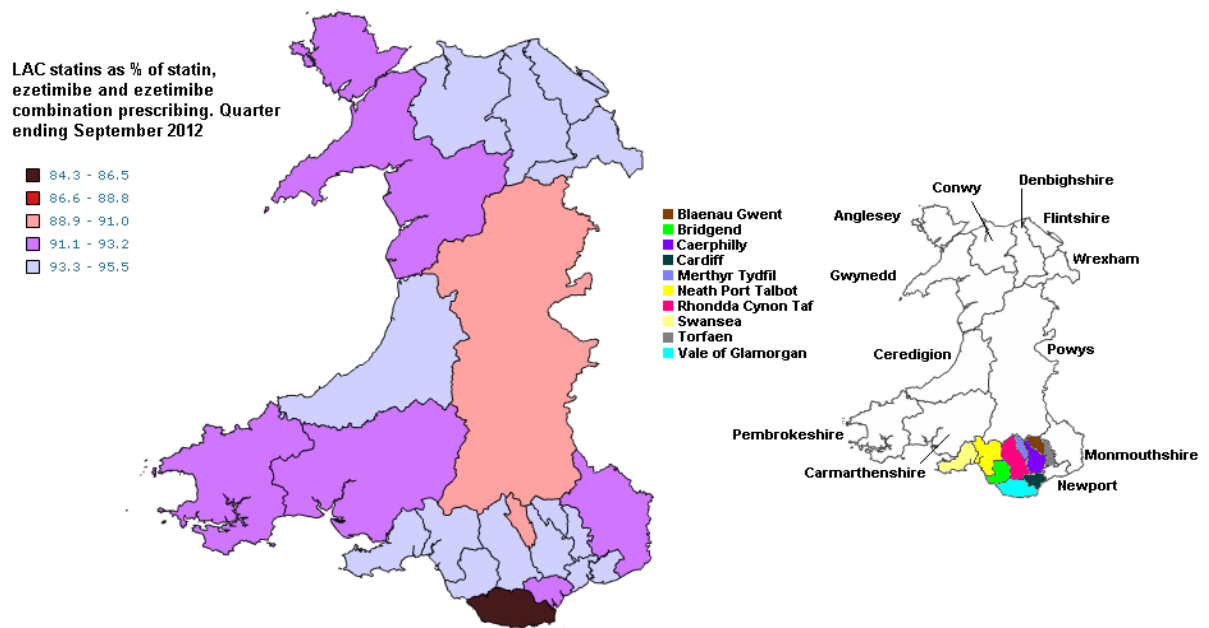 LAC statins as % of statin,
ezetimibe and ezetimibe
combination prescribing. Quarter
ending September 2012
84.3 - 86.5
86.6 - 88.8
88.9 - 91.0
91.1 - 93.2
93.3 - 95.5
Blaenau Gwent
Bridgend
Caerphilly
Cardiff
Merthyr Tydfil
Neath Port Talbot
Rhondda Cynon Taf
Swansea
Torfaen
Vale of Glamorgan
Denbighshire
Conwy
Anglesey
Flintshire
Wrexham
Gwynedd
Ceredigion
Powys
Pembrokeshire
Monmouthshire
Carmarthenshire
Newport